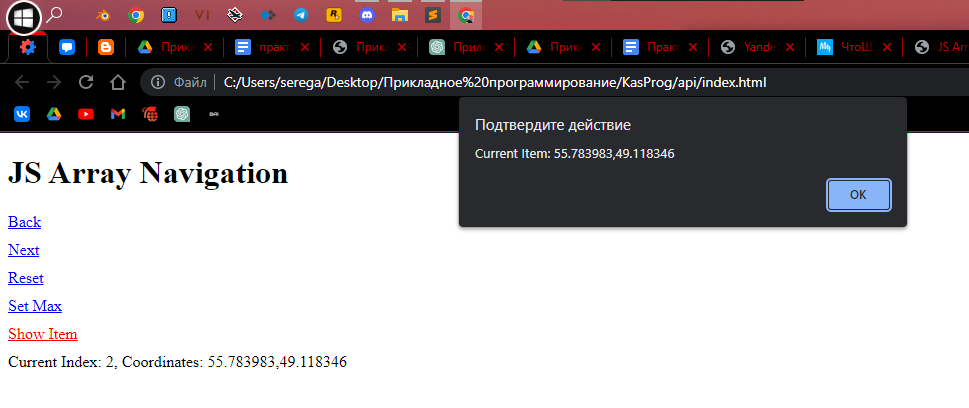 Прикл
практ
Прикл
Прило
Прикл
Практ
Yande
ЧтоШ
JS Arr
Файл
C:/Users/serega/Desktop/Прикладное%20программирование/KasProg/api/index.html
Подтвердите действие
Current Item: 55.783983,49.118346
OK
JS Array Navigation
Back
Next
Reset
Set Max
Show Item
Current Index: 2, Coordinates: 55.783983,49.118346